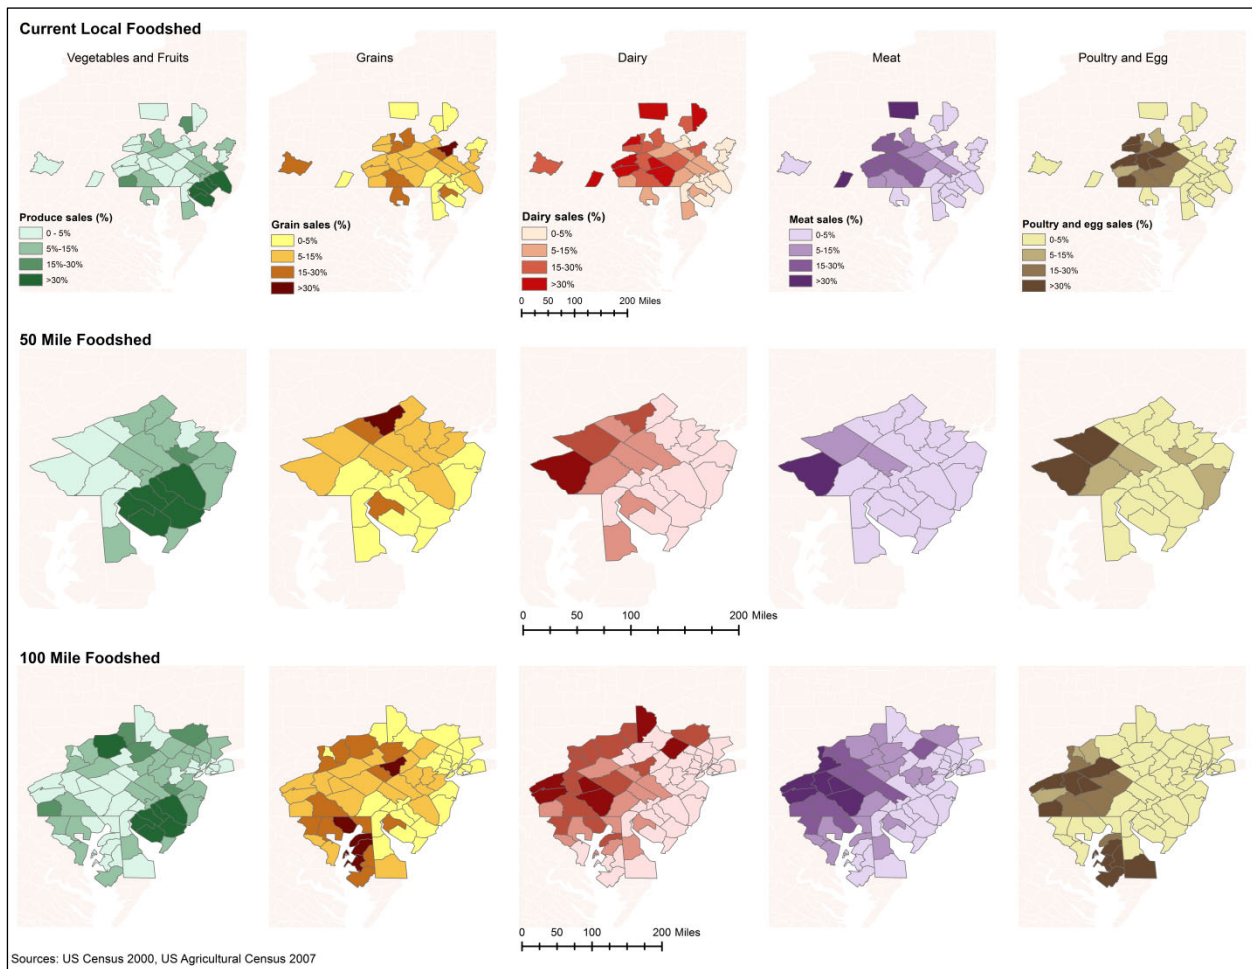 Current Local Foodshed
Vegetables and Fruits
Grains
Dairy
Meat
Poultry and Egg
Produce sales (%)
0 - 5%
5%-15%
15%-30%
>30%
Grain sales (%)
0-5%
5-15%
15-30%
>30%
Dairy sales (%)
0-5%
5-15%
15-30%
>30%
0 50 100 200 Miles
Meat sales (%)
0-5%
5-15%
15-30%
>30%
Poultry and egg sales (%)
0-5%
5-15%
15-30%
>30%
50 Mile Foodshed
0 50 100 200 Miles
100 Mile Foodshed
0 50 100 200 Miles
Sources: US Census 2000, US Agricultural Census 2007